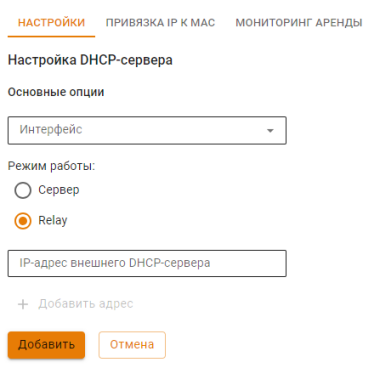 НАСТРОЙКИ ПРИВЯЗКА IP К MAC МОНИТОРИНГ АРЕНДЫ
Настройка DHCP-сервера
Основные опции
Интерфейс
Режим работы:
Сервер
Relay
IP-адрес внешнего DHCP-сервера
+ Добавить адрес
Добавить Отмена